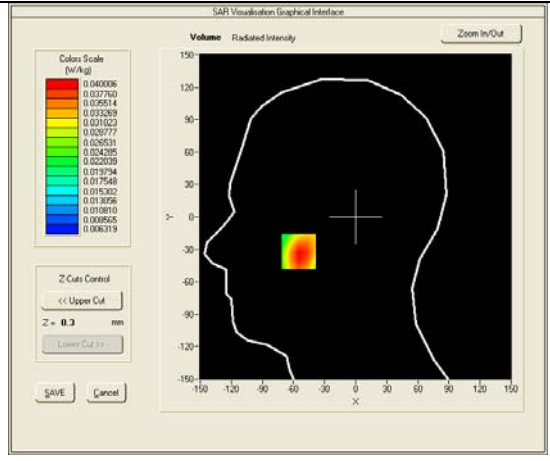 SAR Visualisation Graphical Interface
Volume Radiated Intensity
Zoom In/Out
Colors Scale
(W/kg)
0.040006
0.037760
0.035514
0.033269
0.031023
0.028777
0.026531
0.024285
0.022039
0.019794
0.017548
0.015302
0.013056
0.010810
0.008565
0.006319
Z Cuts Control
<< Upper Cut
Z = 0.3 mm
Lower Cut >>
SAVE Cancel
150
120
90
60
30
0
-30
-60
-90
-120
-150
Y
-150 -120 -90 -60 -30 0 30 60 90 120 150
X